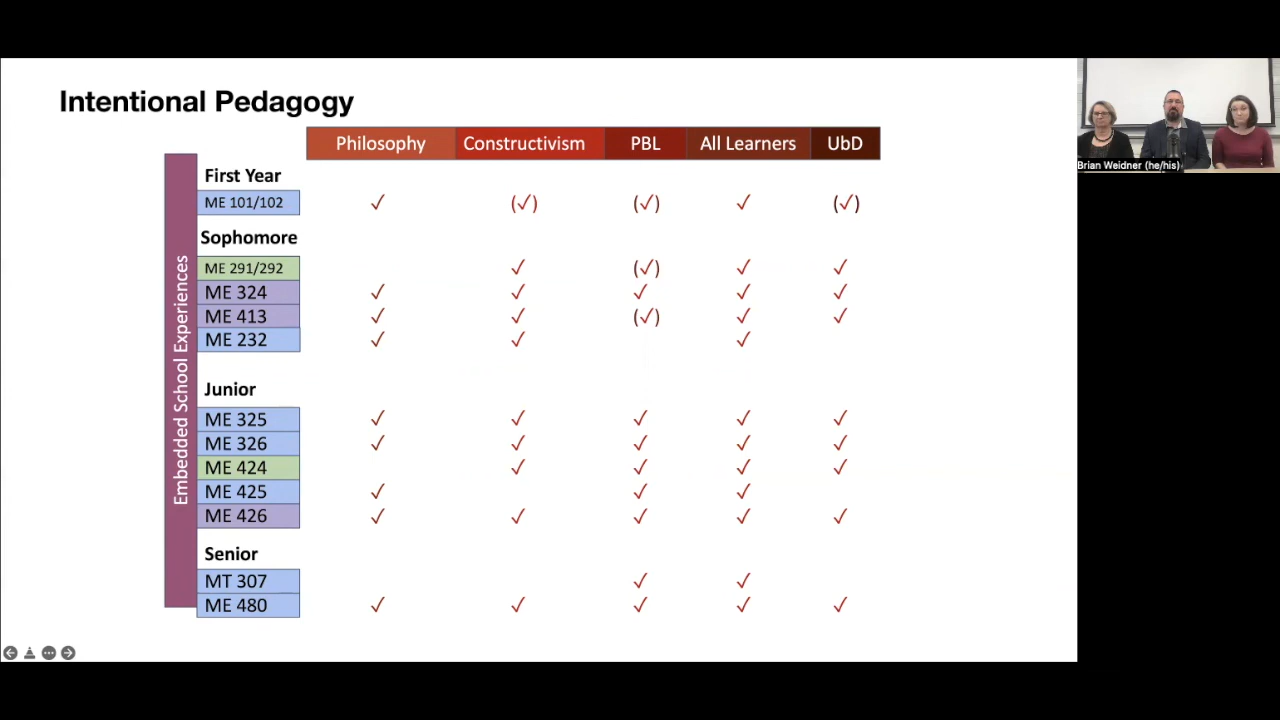 Intentional Pedagogy
Philosophy Constructivism PBL All Learners UbD
Embedded School Experiences
First Year
ME 101/102 ✓ (✓) (✓) ✓ (✓)
Sophomore
ME 291/292 ✓ (✓) ✓ ✓
ME 324 ✓ ✓ ✓ ✓ ✓
ME 413 ✓ ✓ (✓) ✓ ✓
ME 232 ✓ ✓ ✓
Junior
ME 325 ✓ ✓ ✓ ✓ ✓
ME 326 ✓ ✓ ✓ ✓ ✓
ME 424 ✓ ✓ ✓ ✓
ME 425 ✓ ✓ ✓
ME 426 ✓ ✓ ✓ ✓ ✓
Senior
MT 307 ✓ ✓
ME 480 ✓ ✓ ✓ ✓ ✓
Brian Weidner (he/his)